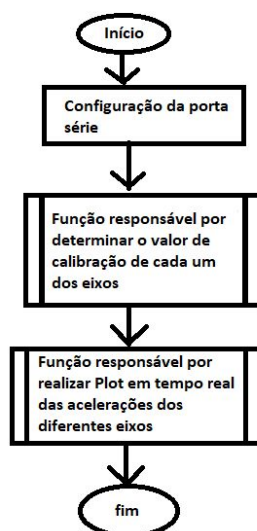 Início
Configuração da porta
série
Função responsável por
determinar o valor de
calibração de cada um
dos eixos
Função responsável por
realizar Plot em tempo real
das acelerações dos
diferentes eixos
fim